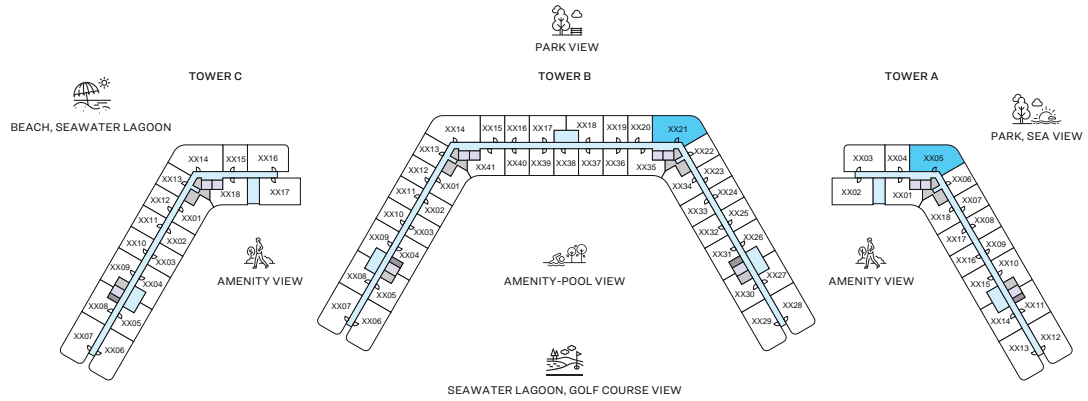 PARK VIEW
TOWER C
TOWER B
TOWER A
BEACH, SEAWATER LAGOON
PARK, SEA VIEW
XX14 XX15 XX16
XX13
XX12
XX11
XX10
XX09
XX08
XX07
XX18 XX17
XX01
XX02
XX03
XX04
XX05
XX06
AMENITY VIEW
XX14 XX15 XX16 XX17 XX18 XX19 XX20 XX21
XX13
XX12
XX11
XX10
XX09
XX08
XX07
XX41 XX40 XX39 XX38 XX37 XX36 XX35
XX01
XX02
XX03
XX04
XX05
XX06
XX22
XX23
XX24
XX25
XX26
XX27
XX28
XX34
XX33
XX32
XX31
XX30
XX29
AMENITY-POOL VIEW
XX03 XX04 XX05
XX02 XX01
XX06
XX07
XX08
XX09
XX10
XX11
XX12
XX18
XX17
XX16
XX15
XX14
XX13
AMENITY VIEW
SEAWATER LAGOON, GOLF COURSE VIEW